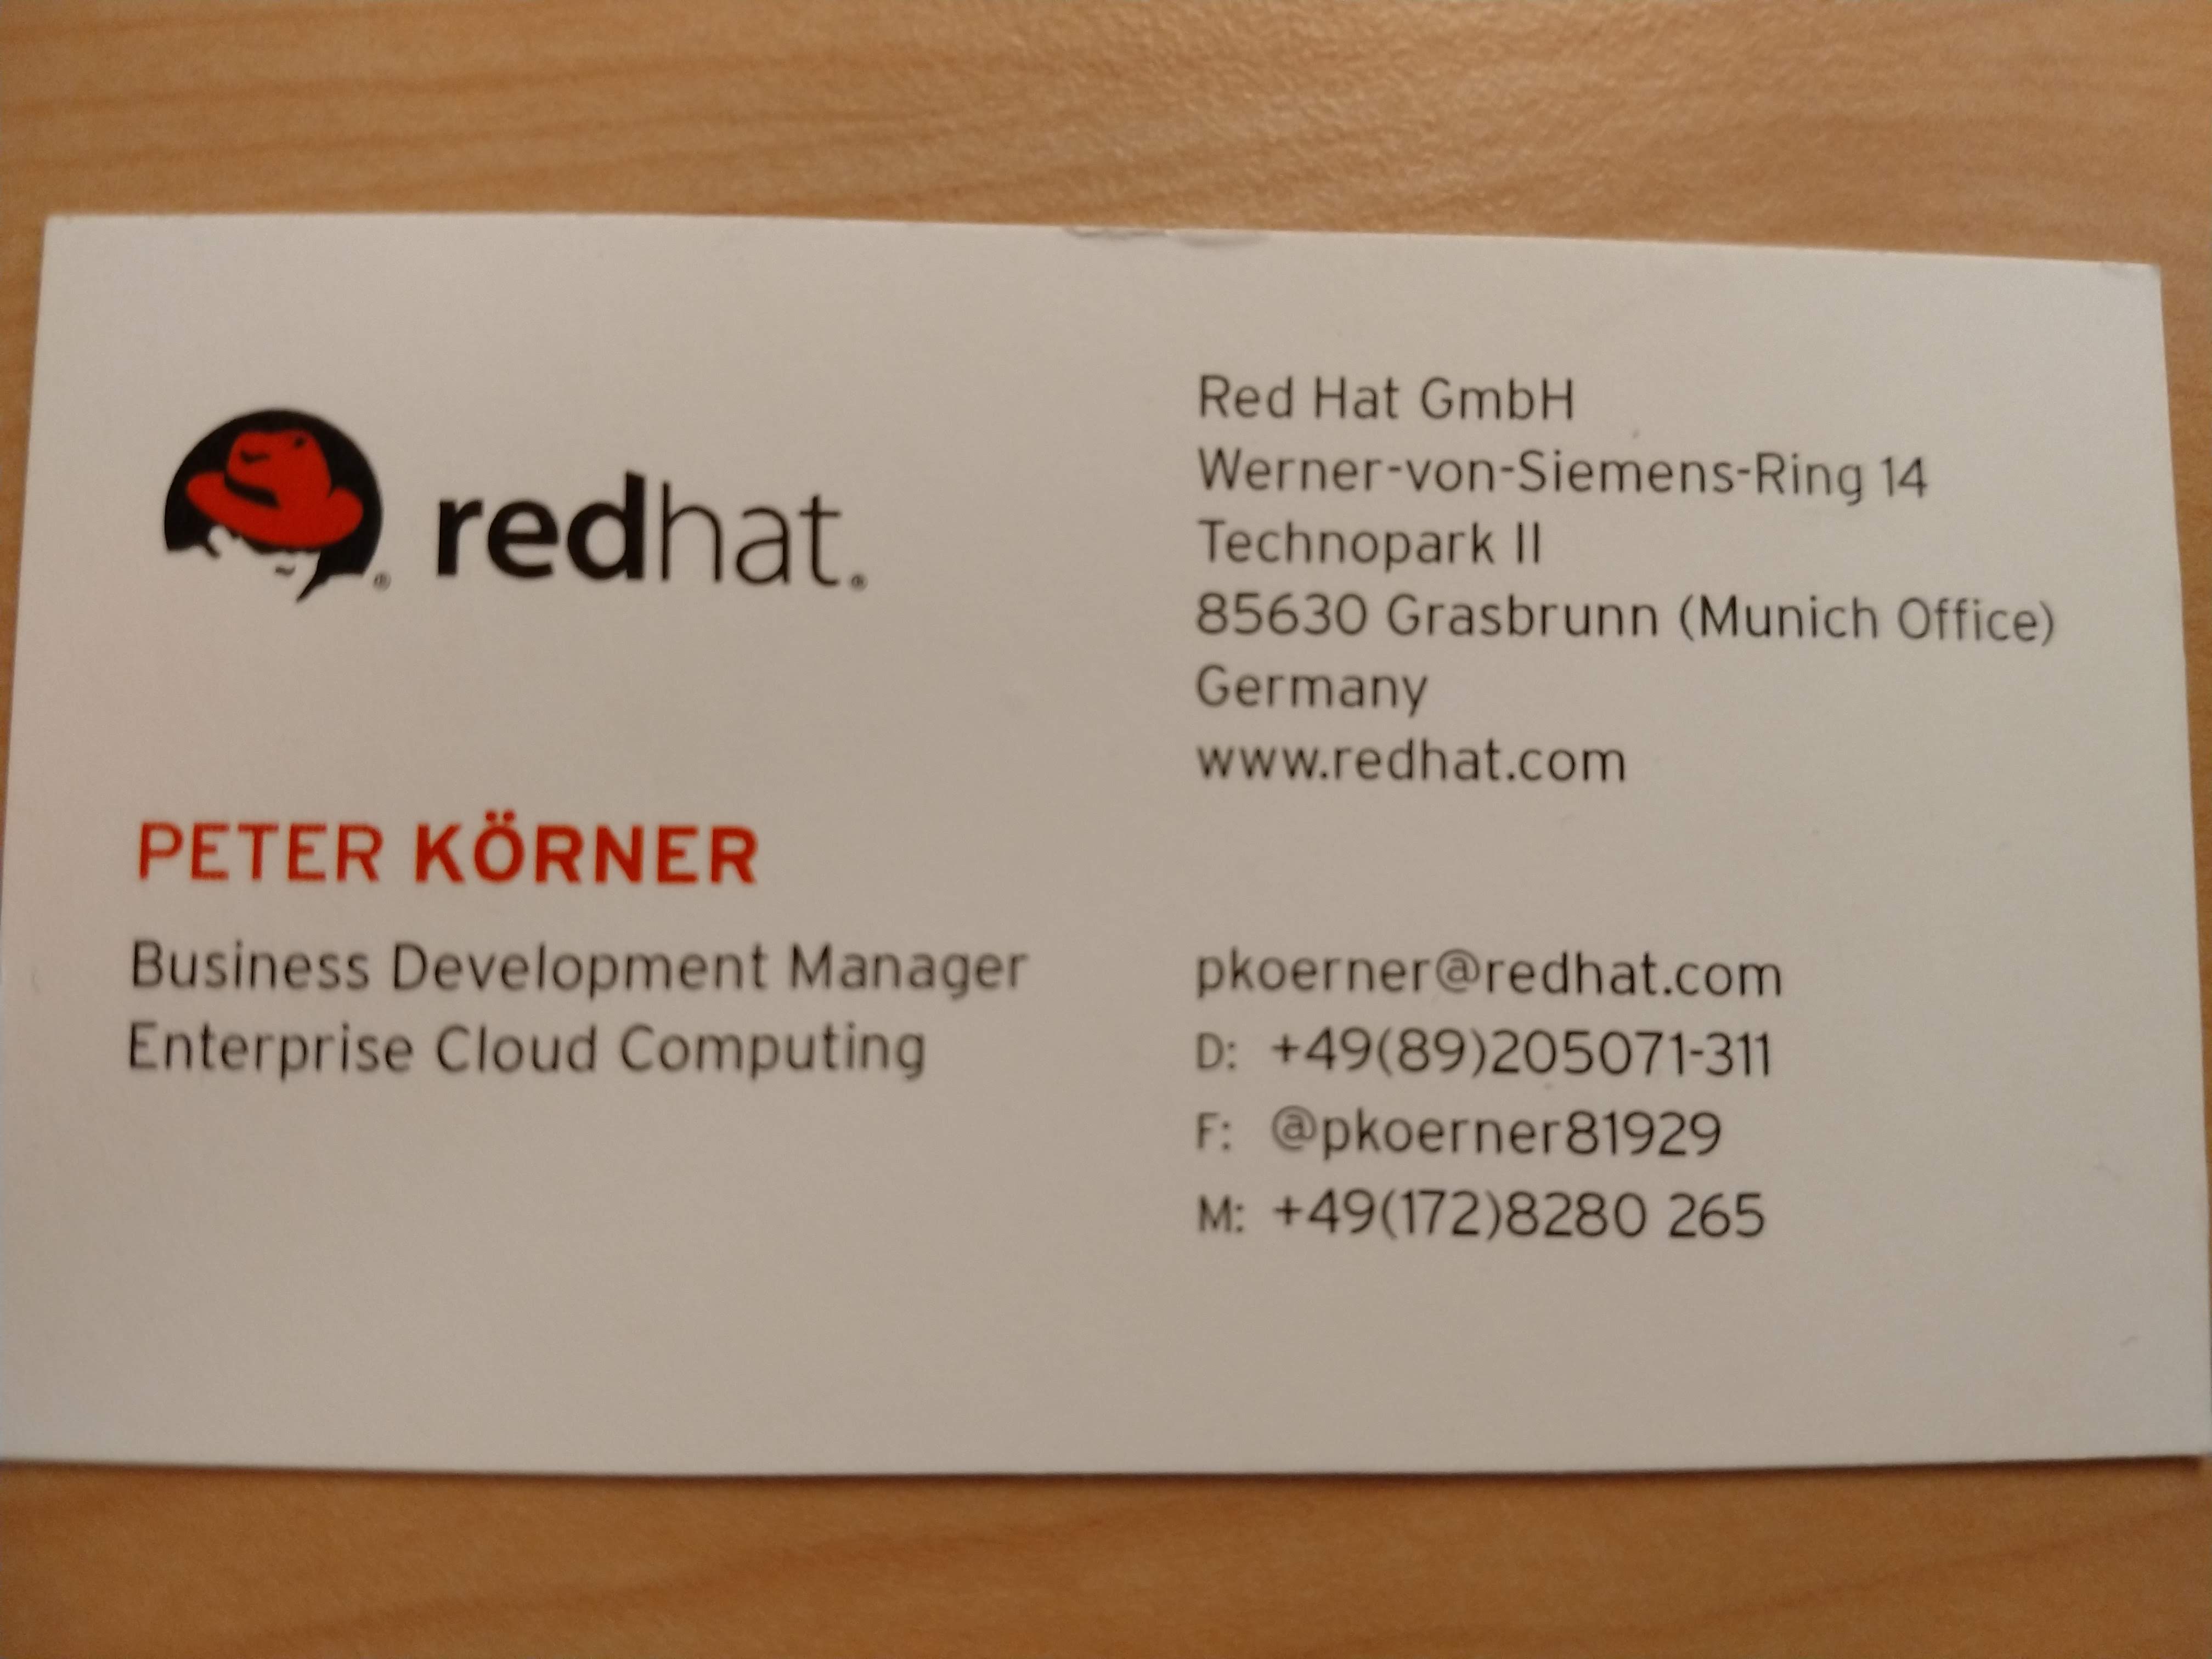 redhat.
PETER KÖRNER
Business Development Manager
Enterprise Cloud Computing
Red Hat GmbH
Werner-von-Siemens-Ring 14
Technopark II
85630 Grasbrunn (Munich Office)
Germany
www.redhat.com
pkoerner@redhat.com
D: +49(89)205071-311
F: @pkoerner81929
M: +49(172)8280 265